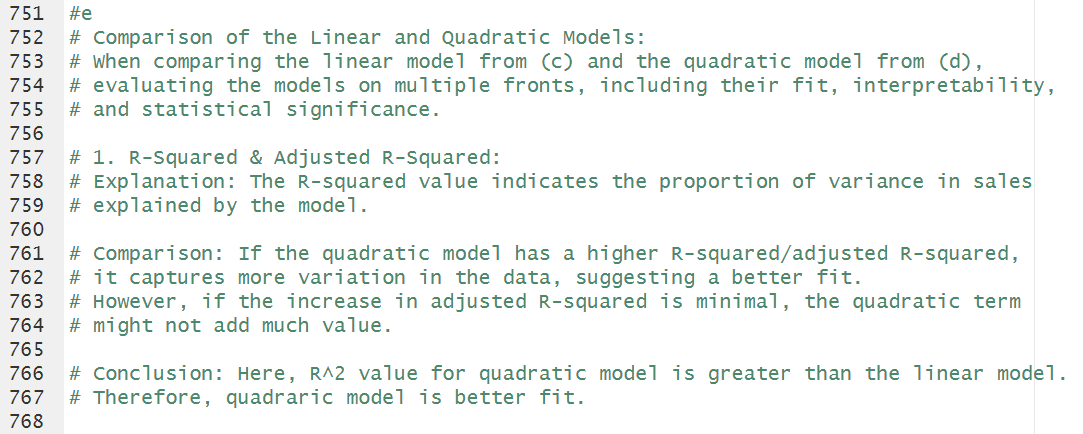 751 #e
752 # Comparison of the Linear and Quadratic Models:
753 # When comparing the linear model from (c) and the quadratic model from (d),
754 # evaluating the models on multiple fronts, including their fit, interpretability,
755 # and statistical significance.
756
757 # 1. R-Squared & Adjusted R-Squared:
758 # Explanation: The R-squared value indicates the proportion of variance in sales
759 # explained by the model.
760
761 # Comparison: If the quadratic model has a higher R-squared/adjusted R-squared,
762 # it captures more variation in the data, suggesting a better fit.
763 # However, if the increase in adjusted R-squared is minimal, the quadratic term
764 # might not add much value.
765
766 # Conclusion: Here, R^2 value for quadratic model is greater than the linear model.
767 # Therefore, quadraric model is better fit.
768